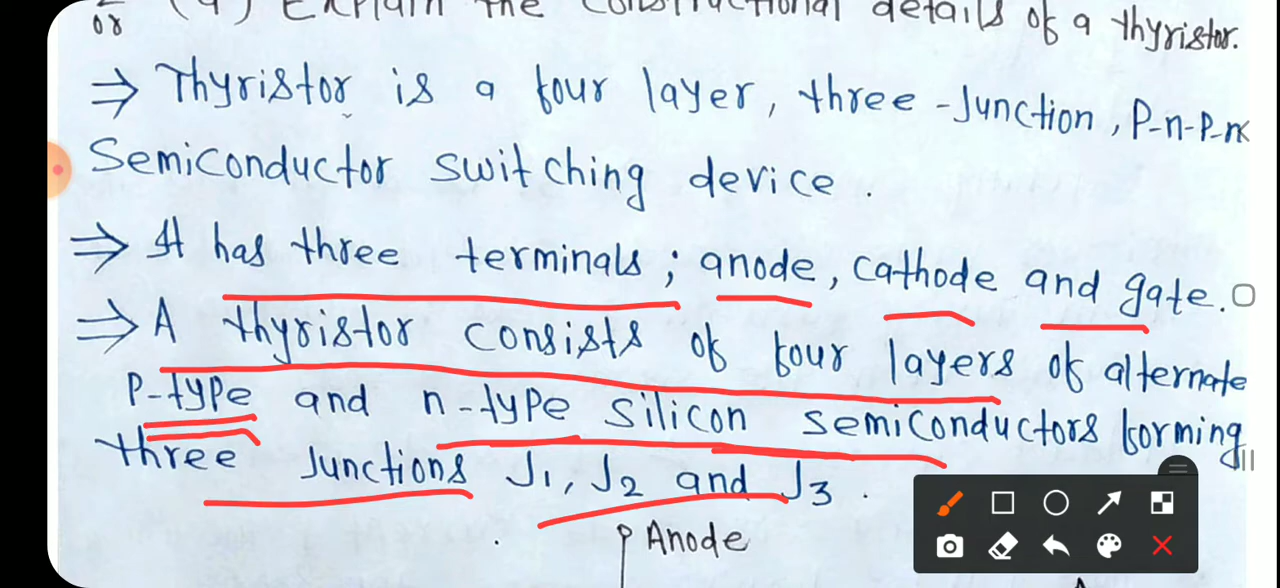 or (9) Explain the constructional details of a thyristor.
⇒ Thyristor is a four layer, three-Junction, P-n-P-n
Semiconductor switching device.
⇒ It has three terminals; anode, cathode and gate.
⇒ A thyristor consists of four layers of alternate
P-type and n-type silicon semiconductors forming
three Junctions J1, J2 and J3.
Anode